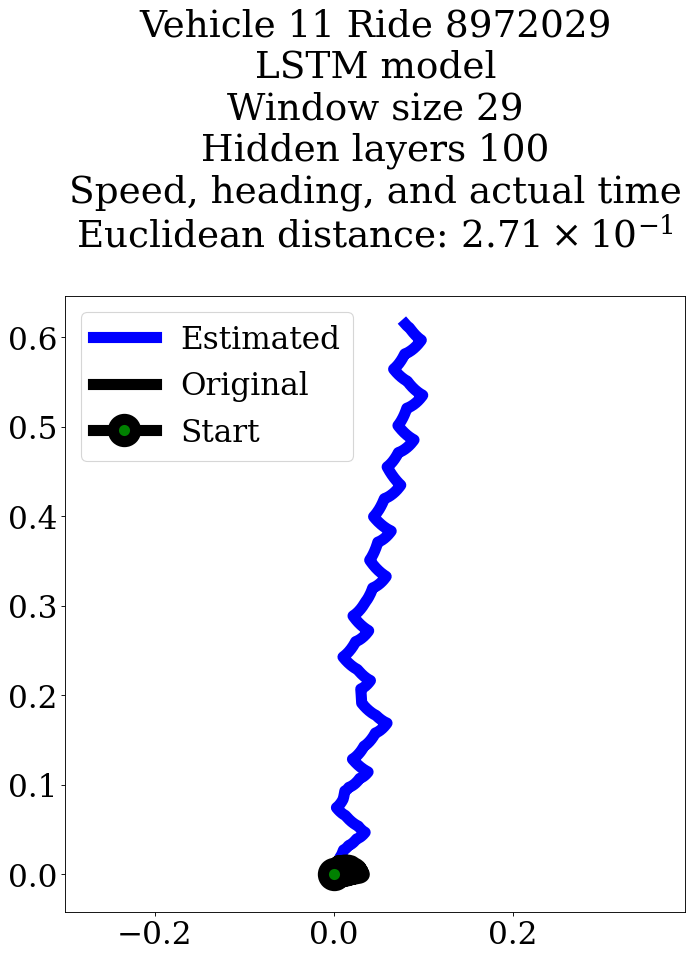 Vehicle 11 Ride 8972029
LSTM model
Window size 29
Hidden layers 100
Speed, heading, and actual time
Euclidean distance: 2.71 × 10⁻¹
Estimated
Original
Start
0.6
0.5
0.4
0.3
0.2
0.1
0.0
−0.2 0.0 0.2